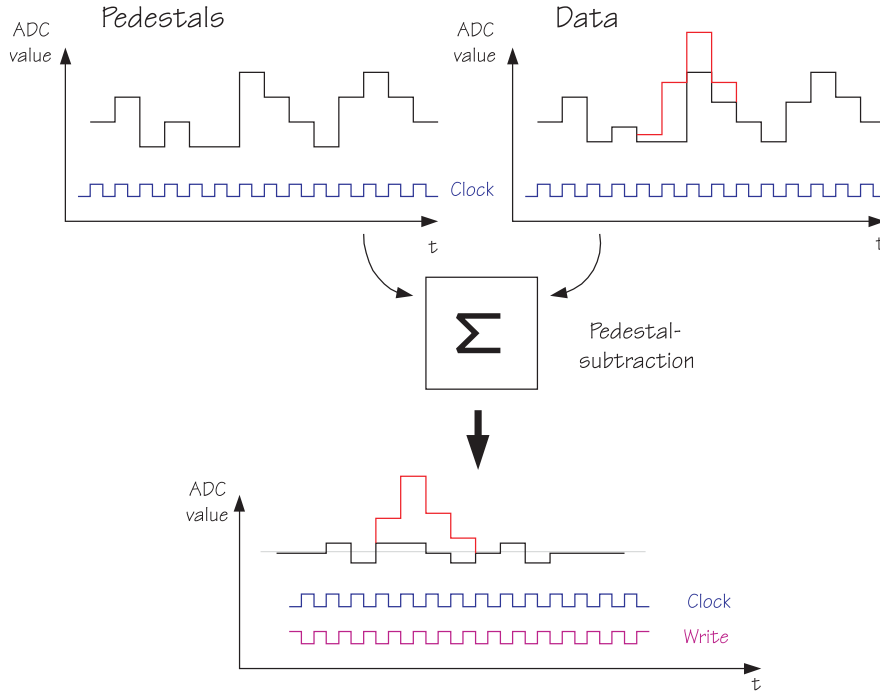 Pedestals
ADC
value
Clock
t
Data
ADC
value
t
Σ
Pedestal-
subtraction
ADC
value
Clock
Write
t